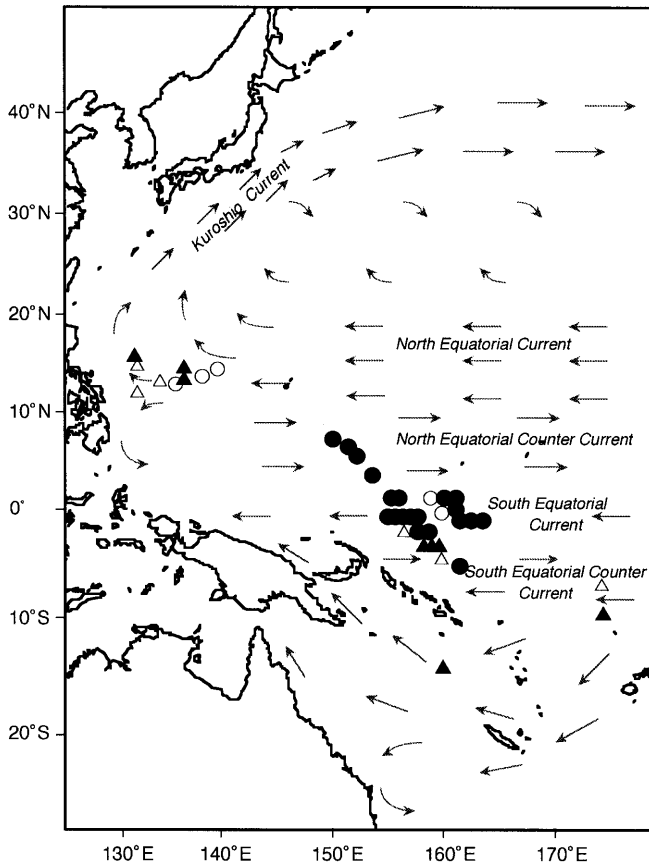 40°N
Kuroshio Current
30°N
20°N
North Equatorial Current
10°N
North Equatorial Counter Current
0°
South Equatorial
Current
South Equatorial Counter
Current
10°S
20°S
130°E
140°E
150°E
160°E
170°E